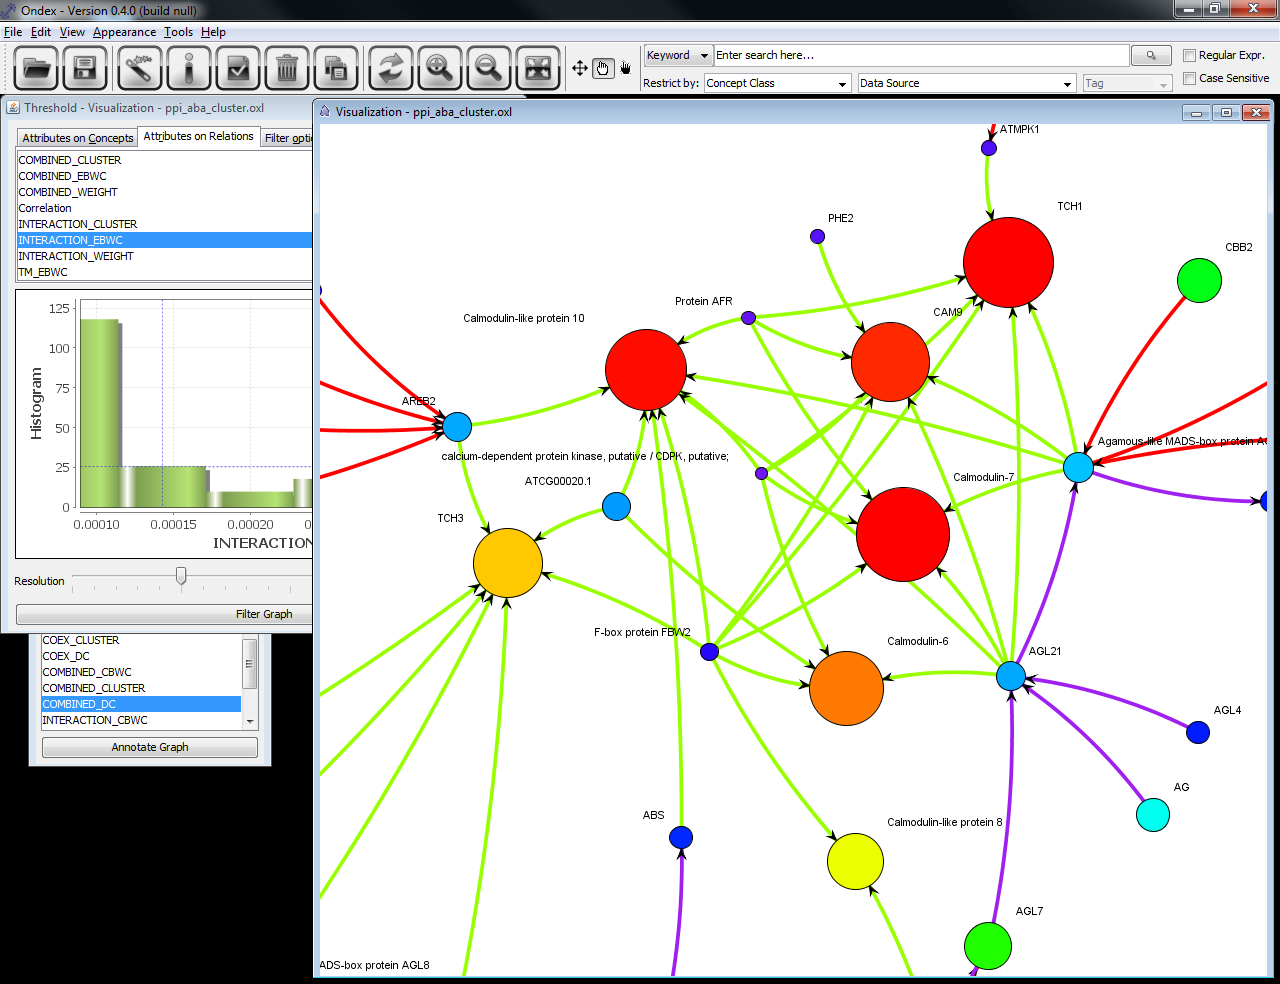 Ondex - Version 0.4.0 (build null)
File Edit View Appearance Tools Help
Keyword Enter search here... Regular Expr.
Restrict by: Concept Class Data Source Tag Case Sensitive
Threshold - Visualization - ppi_aba_cluster.oxl
Attributes on Concepts Attributes on Relations Filter opti
COMBINED_CLUSTER
COMBINED_EBWC
COMBINED_WEIGHT
Correlation
INTERACTION_CLUSTER
INTERACTION_EBWC
INTERACTION_WEIGHT
TM_EBWC
Histogram
125
100
75
50
25
0
0.00010 0.00015 0.00020 0
INTERACTION
Resolution
Filter Graph
COEX_CLUSTER
COEX_DC
COMBINED_CBWC
COMBINED_CLUSTER
COMBINED_DC
INTERACTION_CBWC
Annotate Graph
Visualization - ppi_aba_cluster.oxl
ATMPK1
TCH1
PHE2
CBB2
Protein AFR
CAM9
Calmodulin-like protein 10
AREB2
Agamous-like MADS-box protein AG
calcium-dependent protein kinase, putative / CDPK, putative;
Calmodulin-7
ATCG00020.1
TCH3
F-box protein FBW2
Calmodulin-6
AGL21
AGL4
AG
ABS
Calmodulin-like protein 8
AGL7
ADS-box protein AGL8